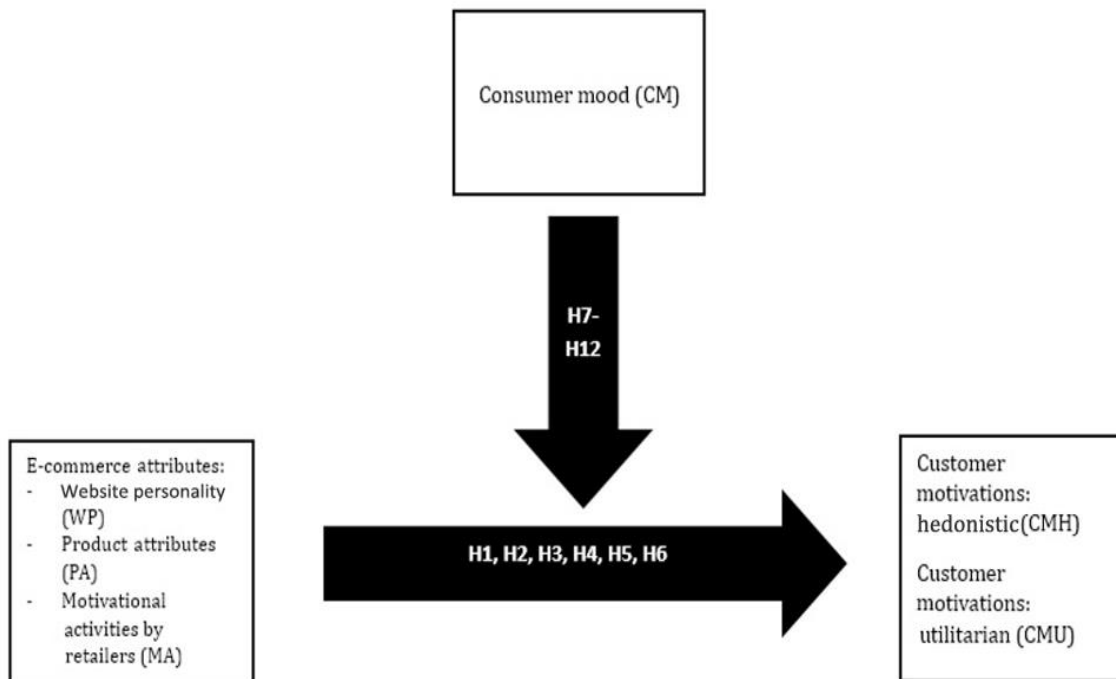 Consumer mood (CM)
H7-
H12
E-commerce attributes:
- Website personality
(WP)
- Product attributes
(PA)
- Motivational
activities by
retailers (MA)
H1, H2, H3, H4, H5, H6
Customer
motivations:
hedonistic(CMH)
Customer
motivations:
utilitarian (CMU)